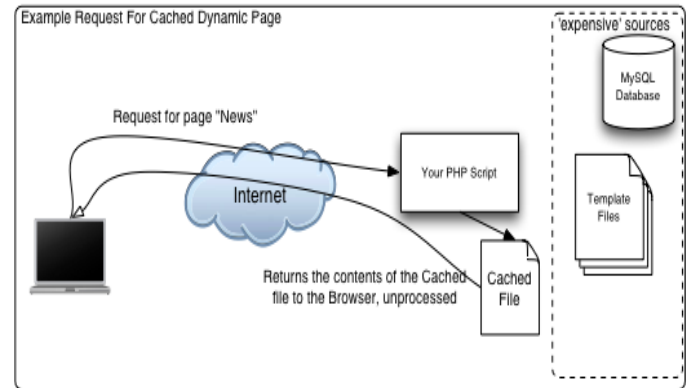 Example Request For Cached Dynamic Page
'expensive' sources
MySQL
Database
Request for page "News"
Your PHP Script
Internet
Template
Files
Returns the contents of the Cached
file to the Browser, unprocessed
Cached
File